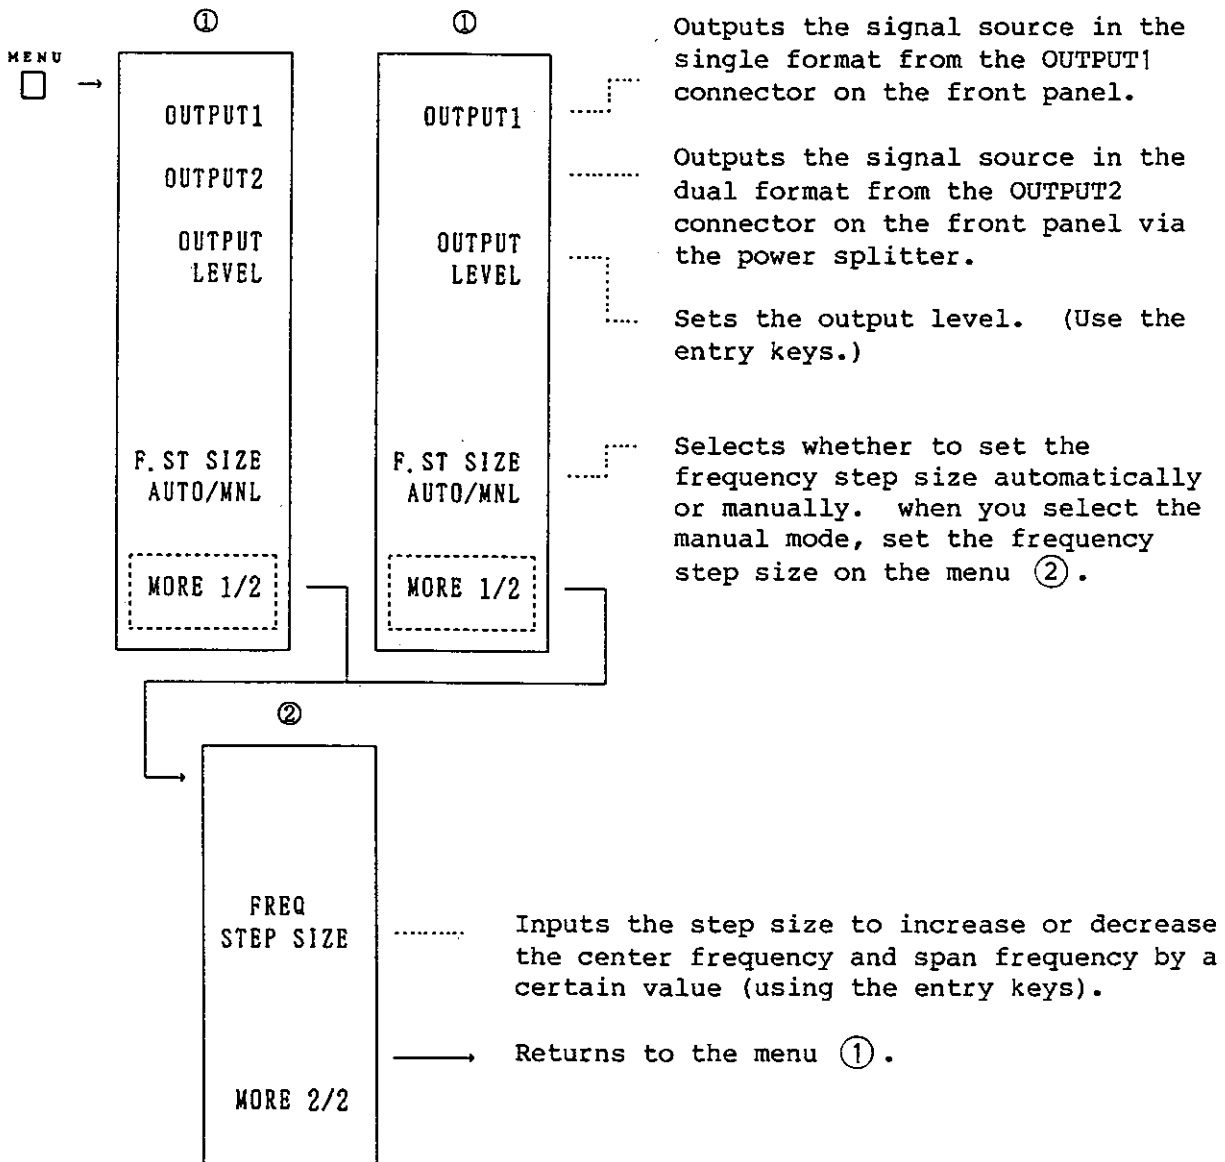 ① ①
MENU
OUTPUT1
OUTPUT2
OUTPUT
LEVEL
F.ST SIZE
AUTO/MNL
MORE 1/2
OUTPUT1
OUTPUT
LEVEL
F.ST SIZE
AUTO/MNL
MORE 1/2
Outputs the signal source in the
single format from the OUTPUT1
connector on the front panel.
Outputs the signal source in the
dual format from the OUTPUT2
connector on the front panel via
the power splitter.
Sets the output level. (Use the
entry keys.)
Selects whether to set the
frequency step size automatically
or manually. when you select the
manual mode, set the frequency
step size on the menu ②.
②
FREQ
STEP SIZE
MORE 2/2
Inputs the step size to increase or decrease
the center frequency and span frequency by a
certain value (using the entry keys).
Returns to the menu ①.